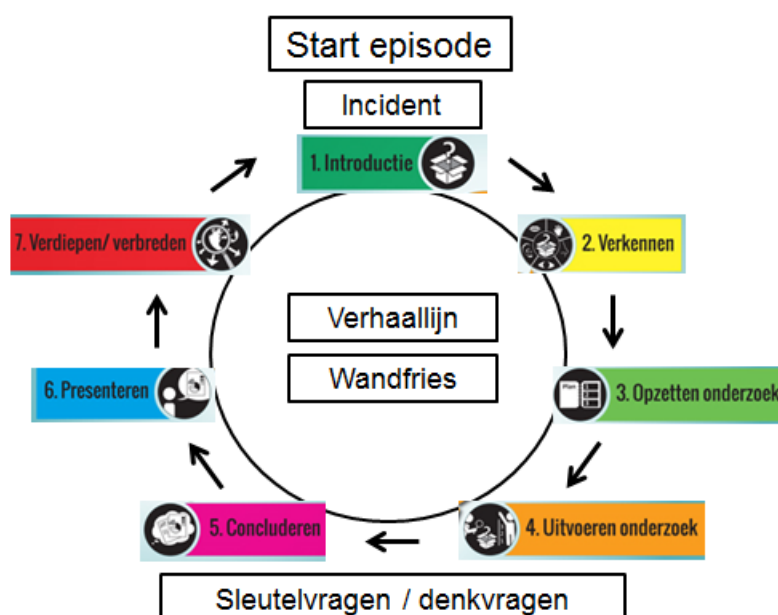 Start episode
Incident
1. Introductie
2. Verkennen
3. Opzetten onderzoek
4. Uitvoeren onderzoek
5. Concluderen
6. Presenteren
7. Verdiepen/ verbreden
Verhaallijn
Wandfries
Sleutelvragen / denkvragen